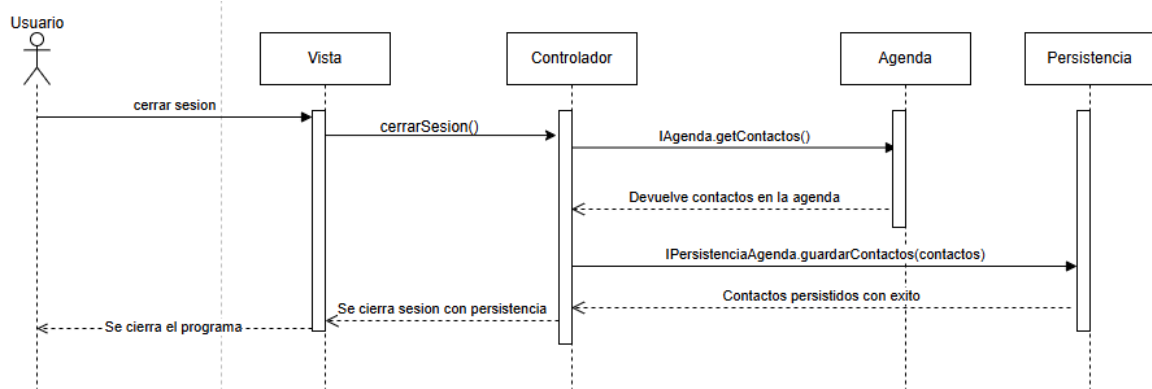 Usuario
Vista
Controlador
Agenda
Persistencia
cerrar sesion
cerrarSesion()
IAgenda.getContactos()
Devuelve contactos en la agenda
IPersistenciaAgenda.guardarContactos(contactos)
Contactos persistidos con exito
Se cierra sesion con persistencia
Se cierra el programa